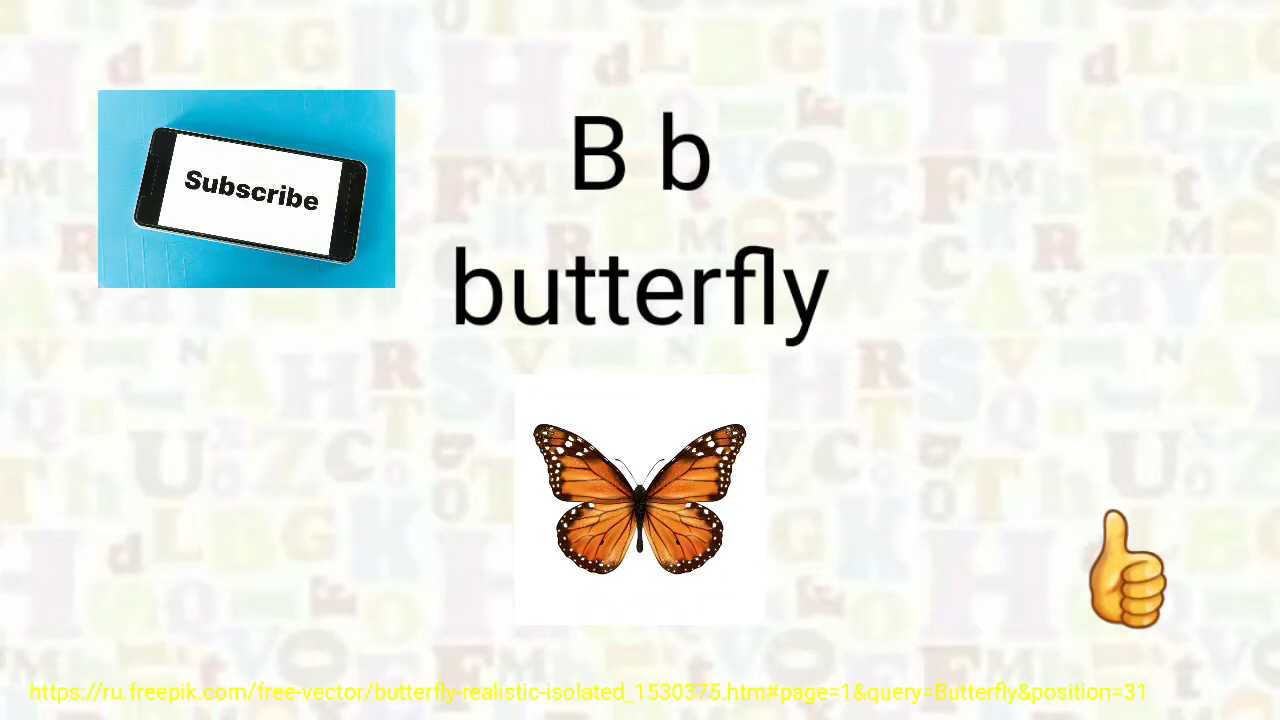 B b
Subscribe
butterfly
https://ru.freepik.com/free-vector/butterfly-realistic-isolated_1530375.htm#page=1&query=Butterfly&position=31